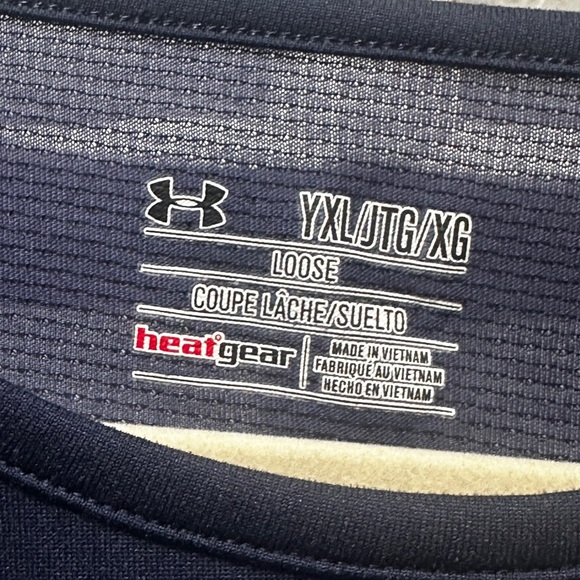 YXL/JTG/XG
LOOSE
COUPE LÂCHE/SUELTO
heatgear
MADE IN VIETNAM
FABRIQUÉ AU VIETNAM
HECHO EN VIETNAM